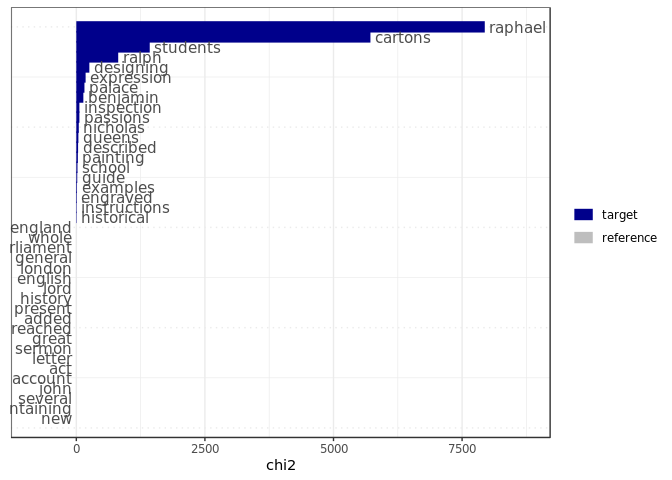 raphael
cartons
students
ralph
designing
expression
palace
benjamin
inspection
passions
nicholas
queens
described
painting
school
guide
examples
engraved
instructions
historical
england
whole
rliament
general
london
english
lord
history
present
added
reached
great
sermon
letter
act
account
john
several
ntaining
new
0 2500 5000 7500
chi2
target
reference